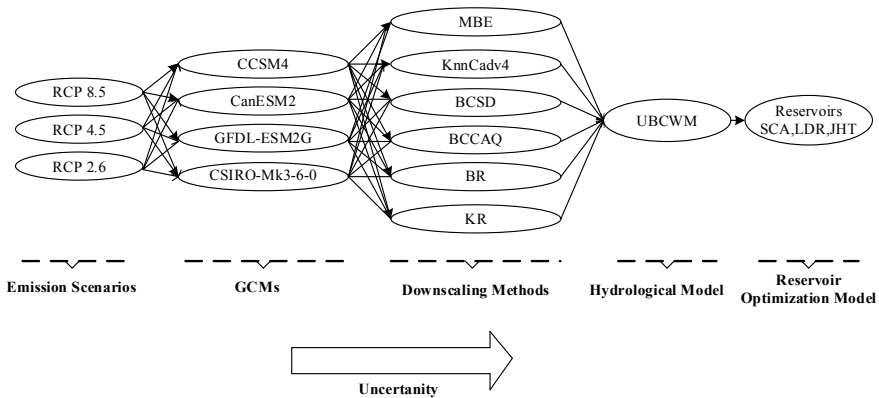 RCP 8.5
RCP 4.5
RCP 2.6
CCSM4
CanESM2
GFDL-ESM2G
CSIRO-Mk3-6-0
MBE
KnnCadv4
BCSD
BCCAQ
BR
KR
UBCWM
Reservoirs
SCA,LDR,JHT
Emission Scenarios
GCMs
Downscaling Methods
Hydrological Model
Reservoir
Optimization Model
Uncertanity